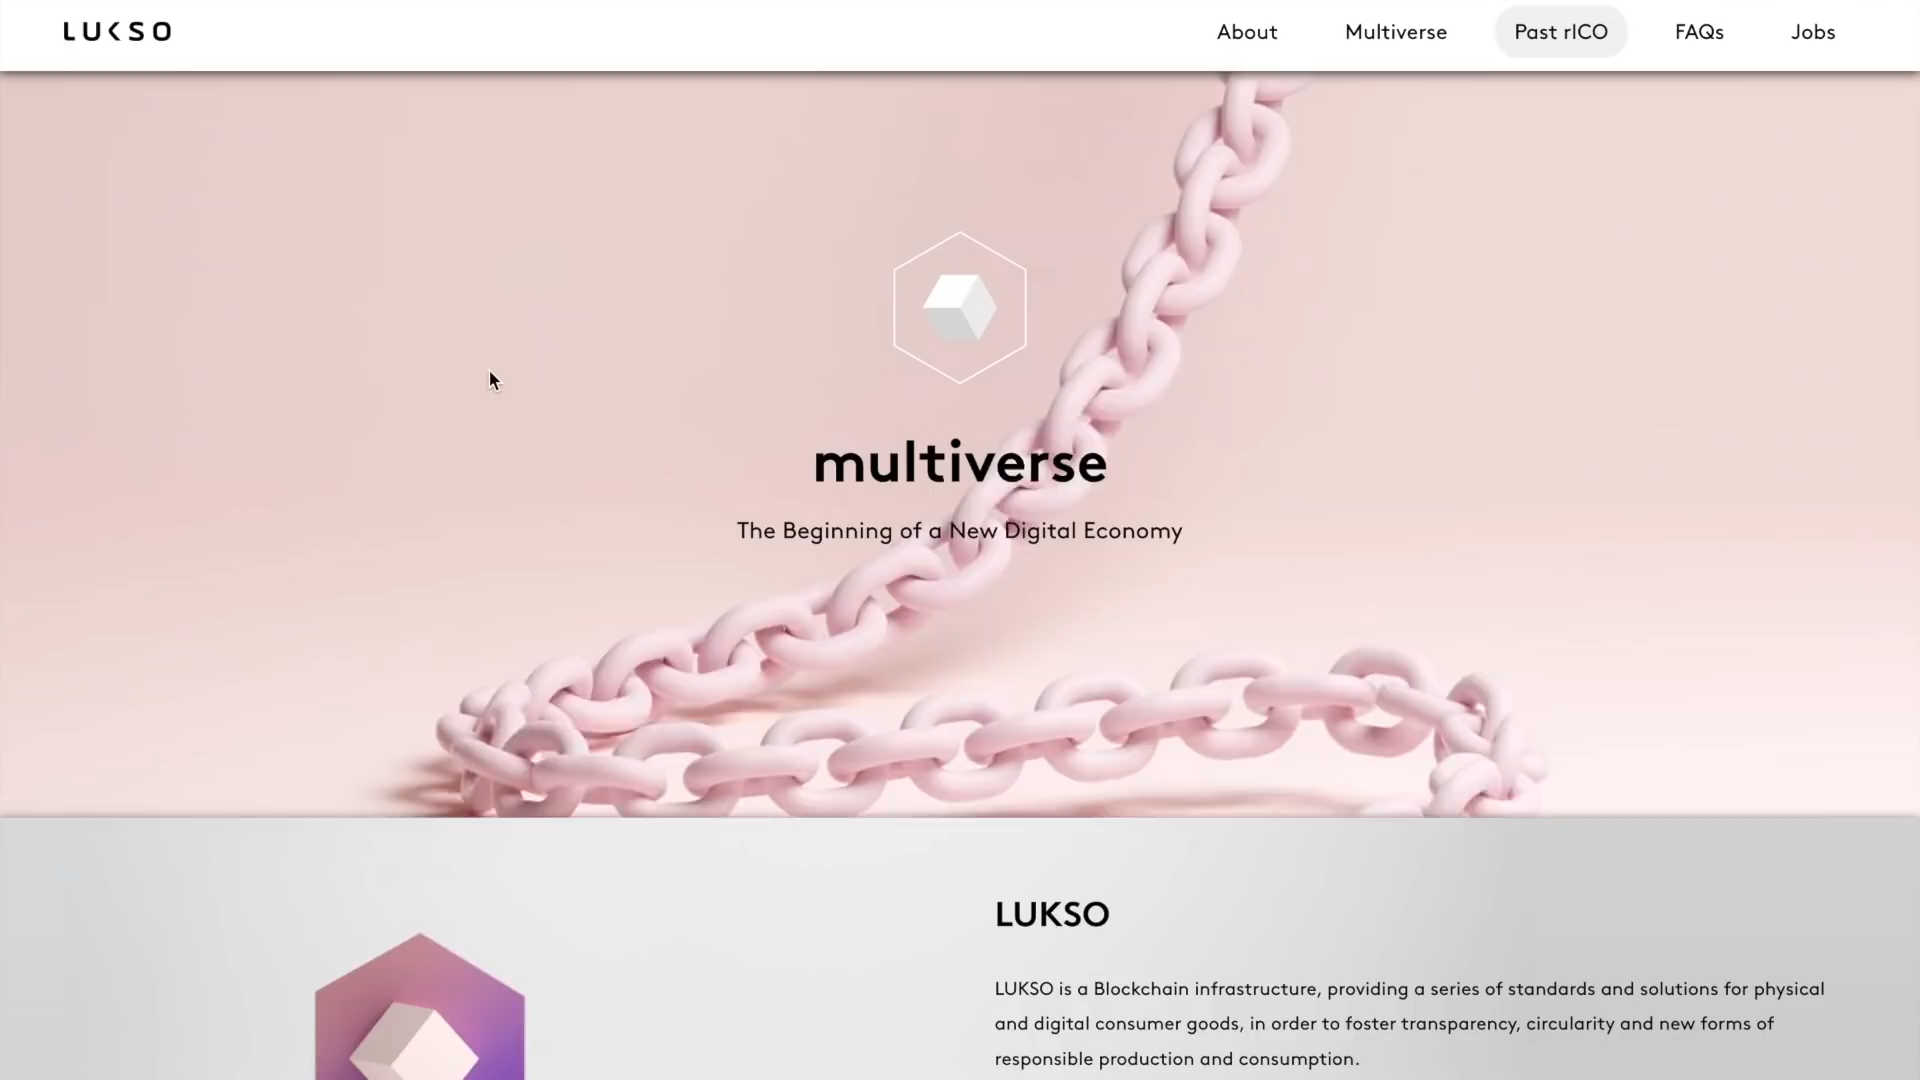 LUKSO
About
Multiverse
Past rICO
FAQs
Jobs
multiverse
The Beginning of a New Digital Economy
LUKSO
LUKSO is a Blockchain infrastructure, providing a series of standards and solutions for physical
and digital consumer goods, in order to foster transparency, circularity and new forms of
responsible production and consumption.